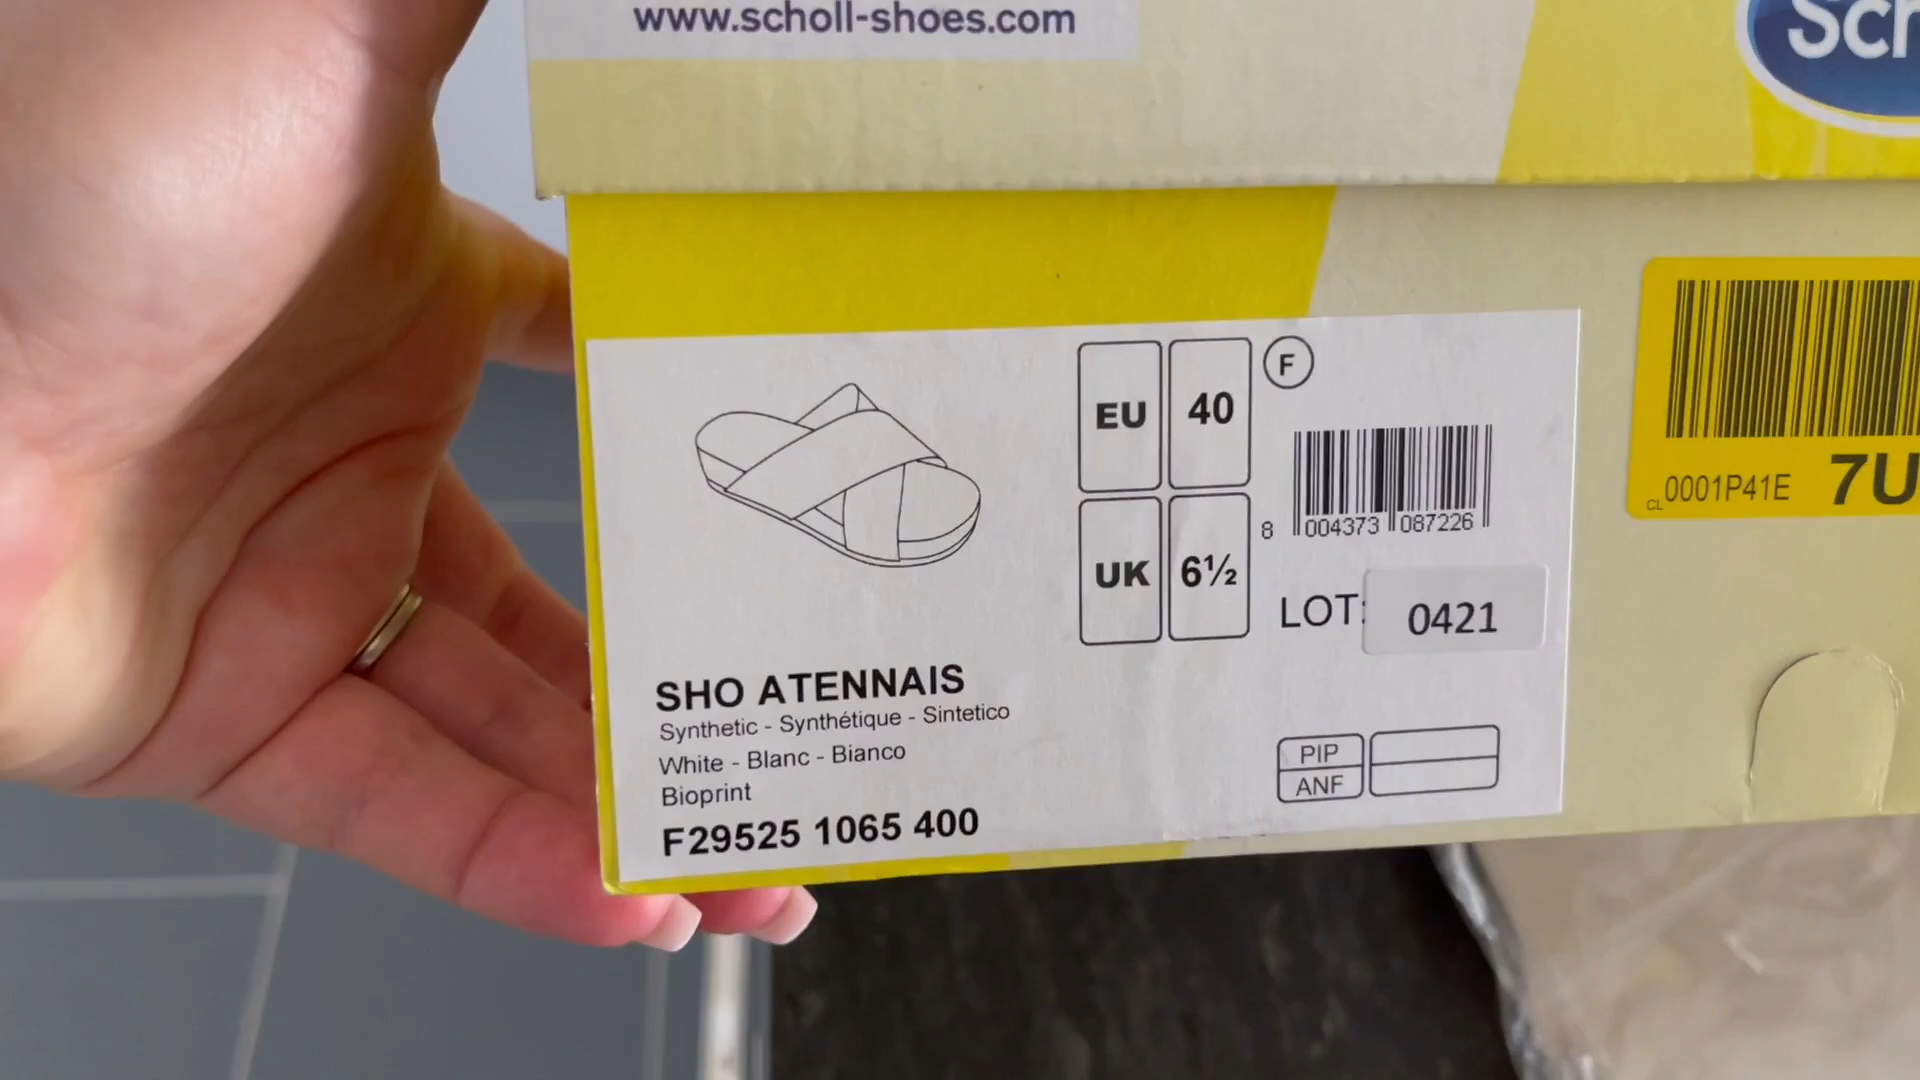 www.scholl-shoes.com
Sch
EU 40 F
UK 6½
8 004373 087226
LOT: 0421
CL 0001P41E 7U
SHO ATENNAIS
Synthetic - Synthétique - Sintetico
White - Blanc - Bianco
Bioprint
F29525 1065 400
PIP
ANF